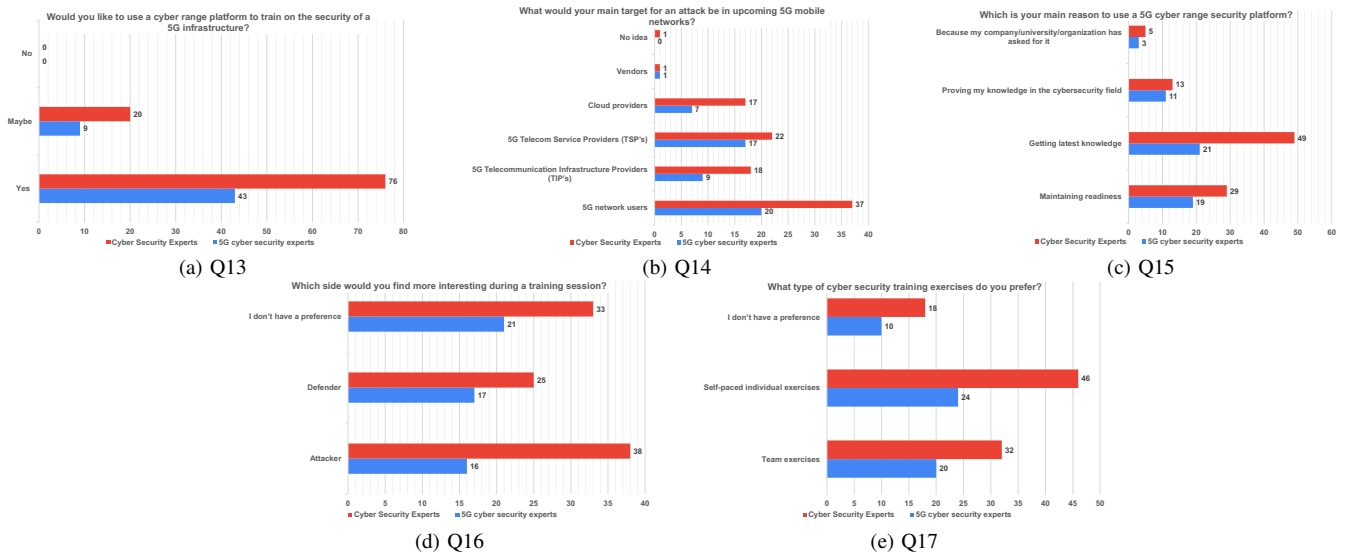 Would you like to use a cyber range platform to train on the security of a
5G infrastructure?
No
0
0
Maybe
20
9
Yes
76
43
0 10 20 30 40 50 60 70 80
Cyber Security Experts 5G cyber security experts
(a) Q13
What would your main target for an attack be in upcoming 5G mobile
networks?
No idea
1
0
Vendors
1
1
Cloud providers
17
7
5G Telecom Service Providers (TSP's)
22
17
5G Telecommunication Infrastructure Providers
(TIP's)
18
9
5G network users
37
20
0 5 10 15 20 25 30 35 40
Cyber Security Experts 5G cyber security experts
(b) Q14
Which is your main reason to use a 5G cyber range security platform?
Because my company/university/organization has
asked for it
5
3
Proving my knowledge in the cybersecurity field
13
11
Getting latest knowledge
49
21
Maintaining readiness
29
19
0 10 20 30 40 50 60
Cyber Security Experts 5G cyber security experts
(c) Q15
Which side would you find more interesting during a training session?
I don't have a preference
33
21
Defender
25
17
Attacker
38
16
0 5 10 15 20 25 30 35 40
Cyber Security Experts 5G cyber security experts
(d) Q16
What type of cyber security training exercises do you prefer?
I don't have a preference
18
10
Self-paced individual exercises
46
24
Team exercises
32
20
0 5 10 15 20 25 30 35 40 45 50
Cyber Security Experts 5G cyber security experts
(e) Q17